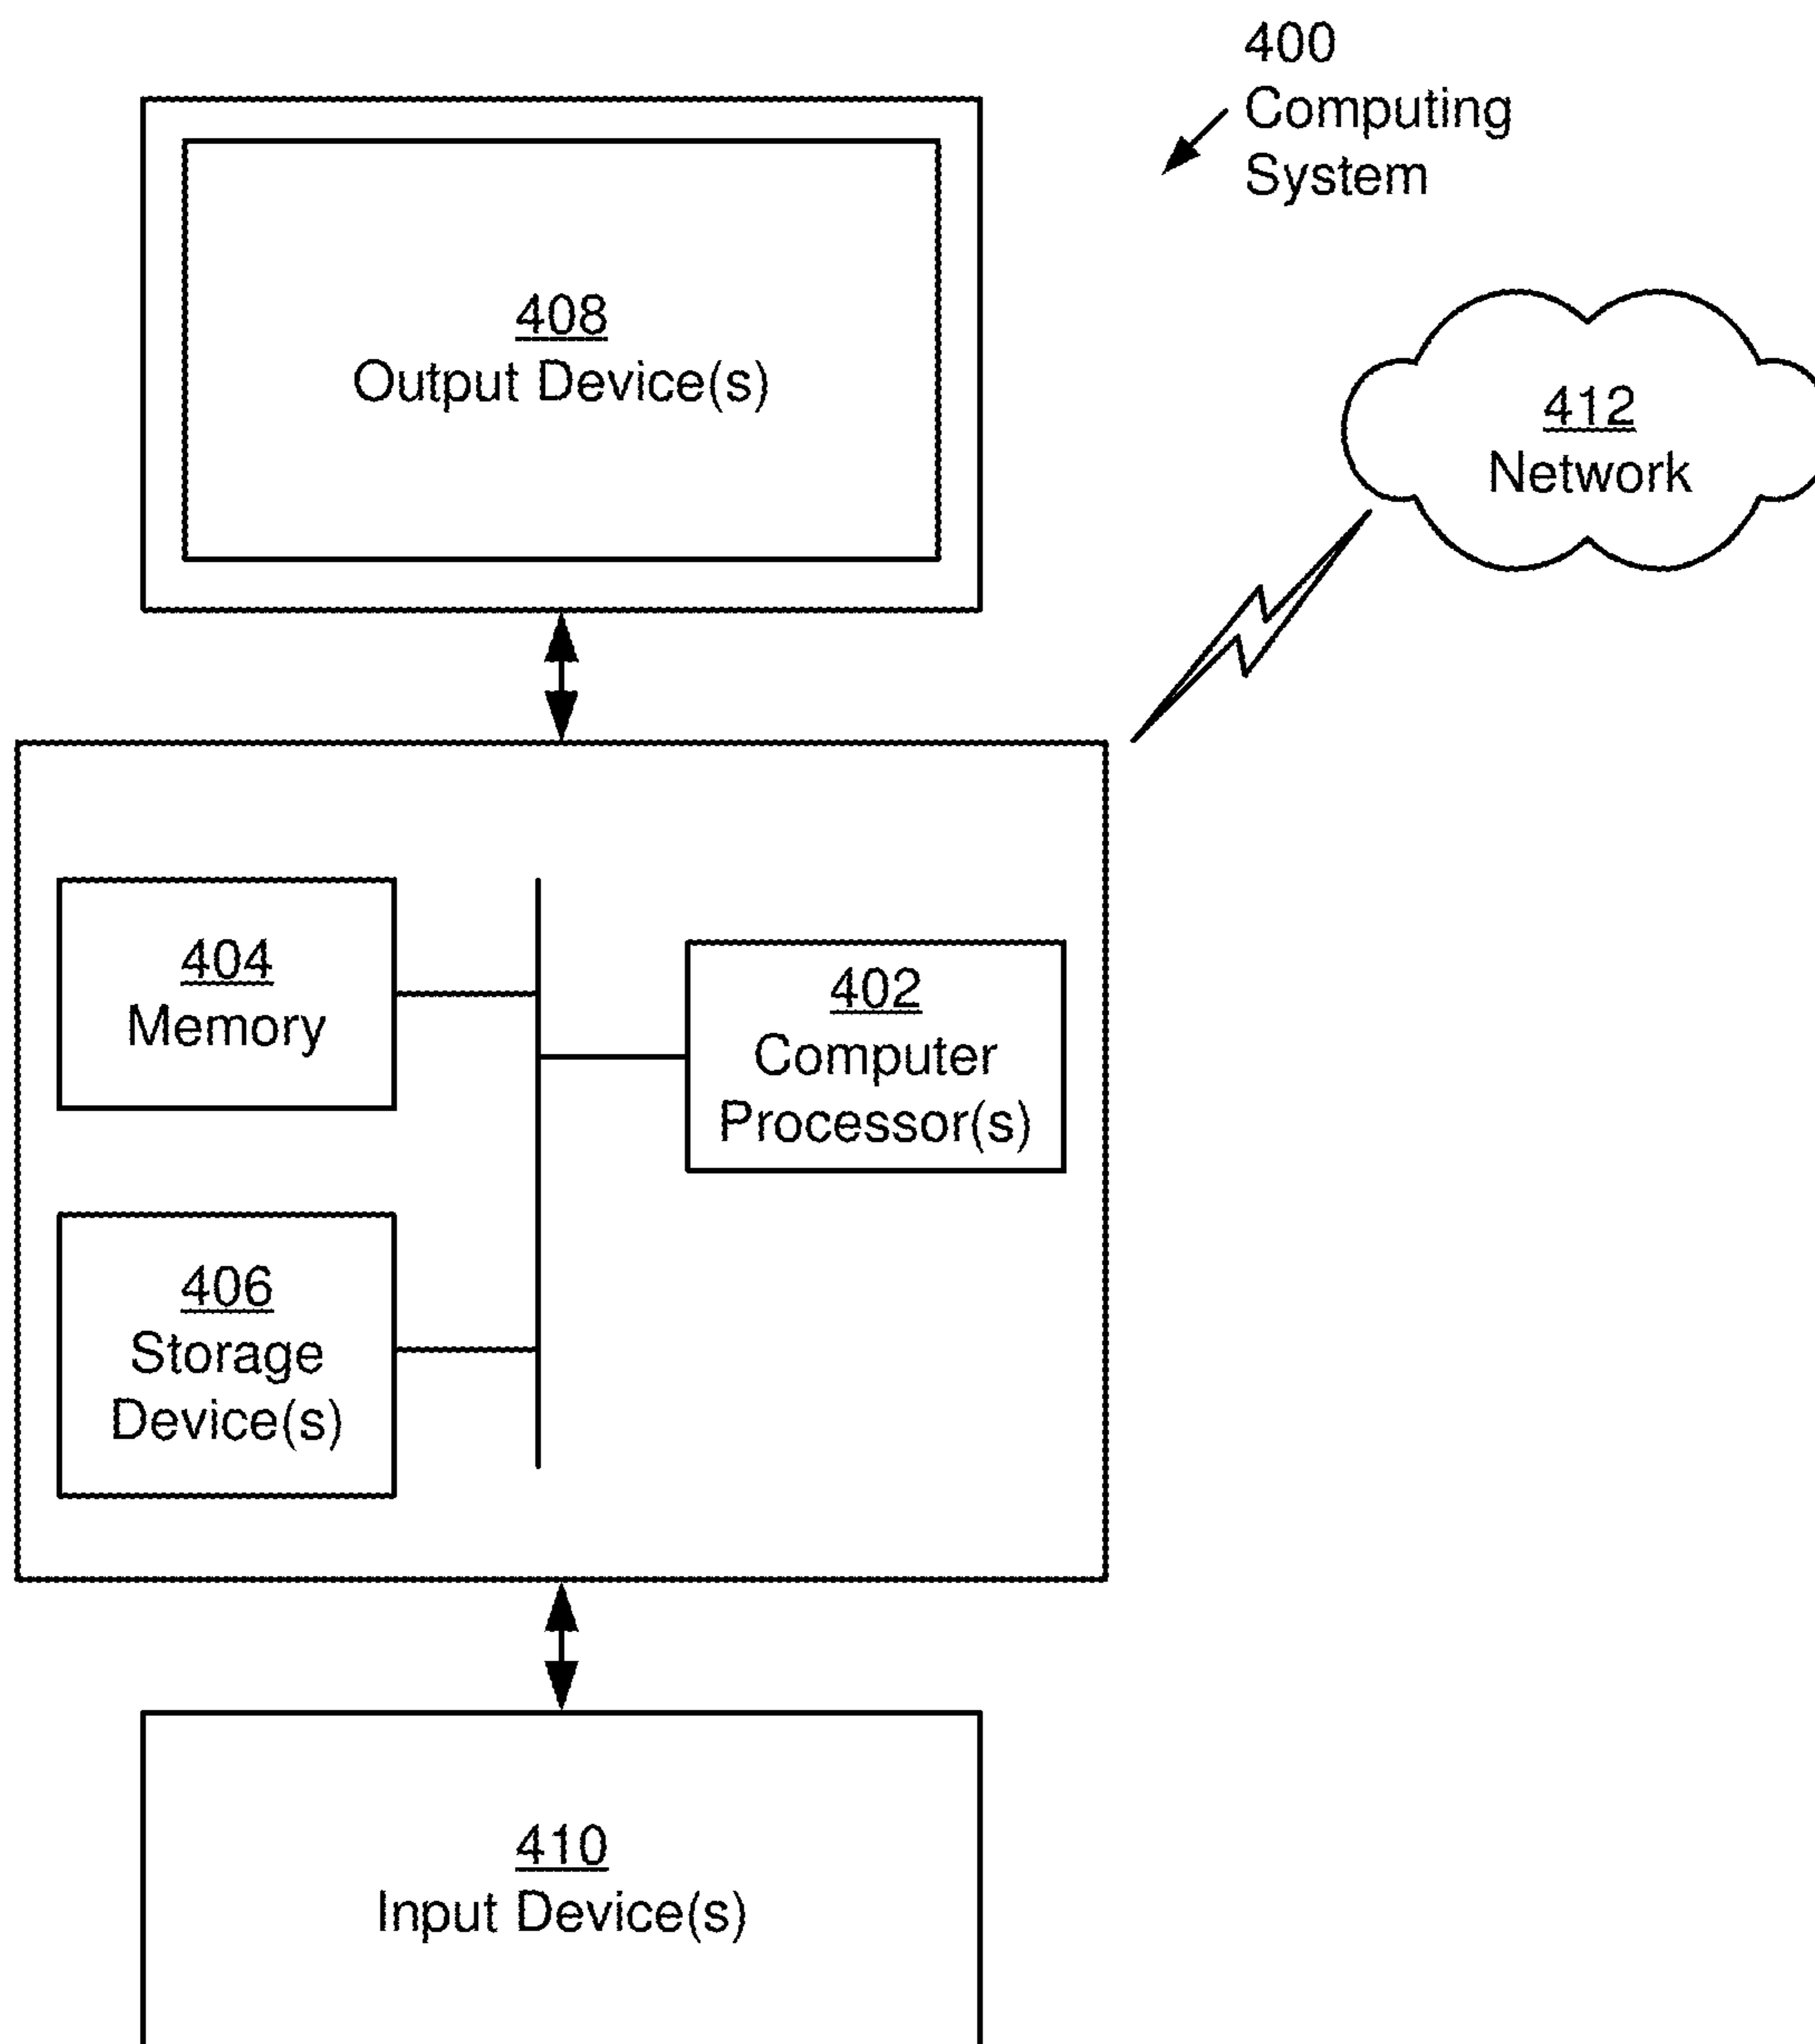 400
Computing
System
408
Output Device(s)
412
Network
404
Memory
402
Computer
Processor(s)
406
Storage
Device(s)
410
Input Device(s)